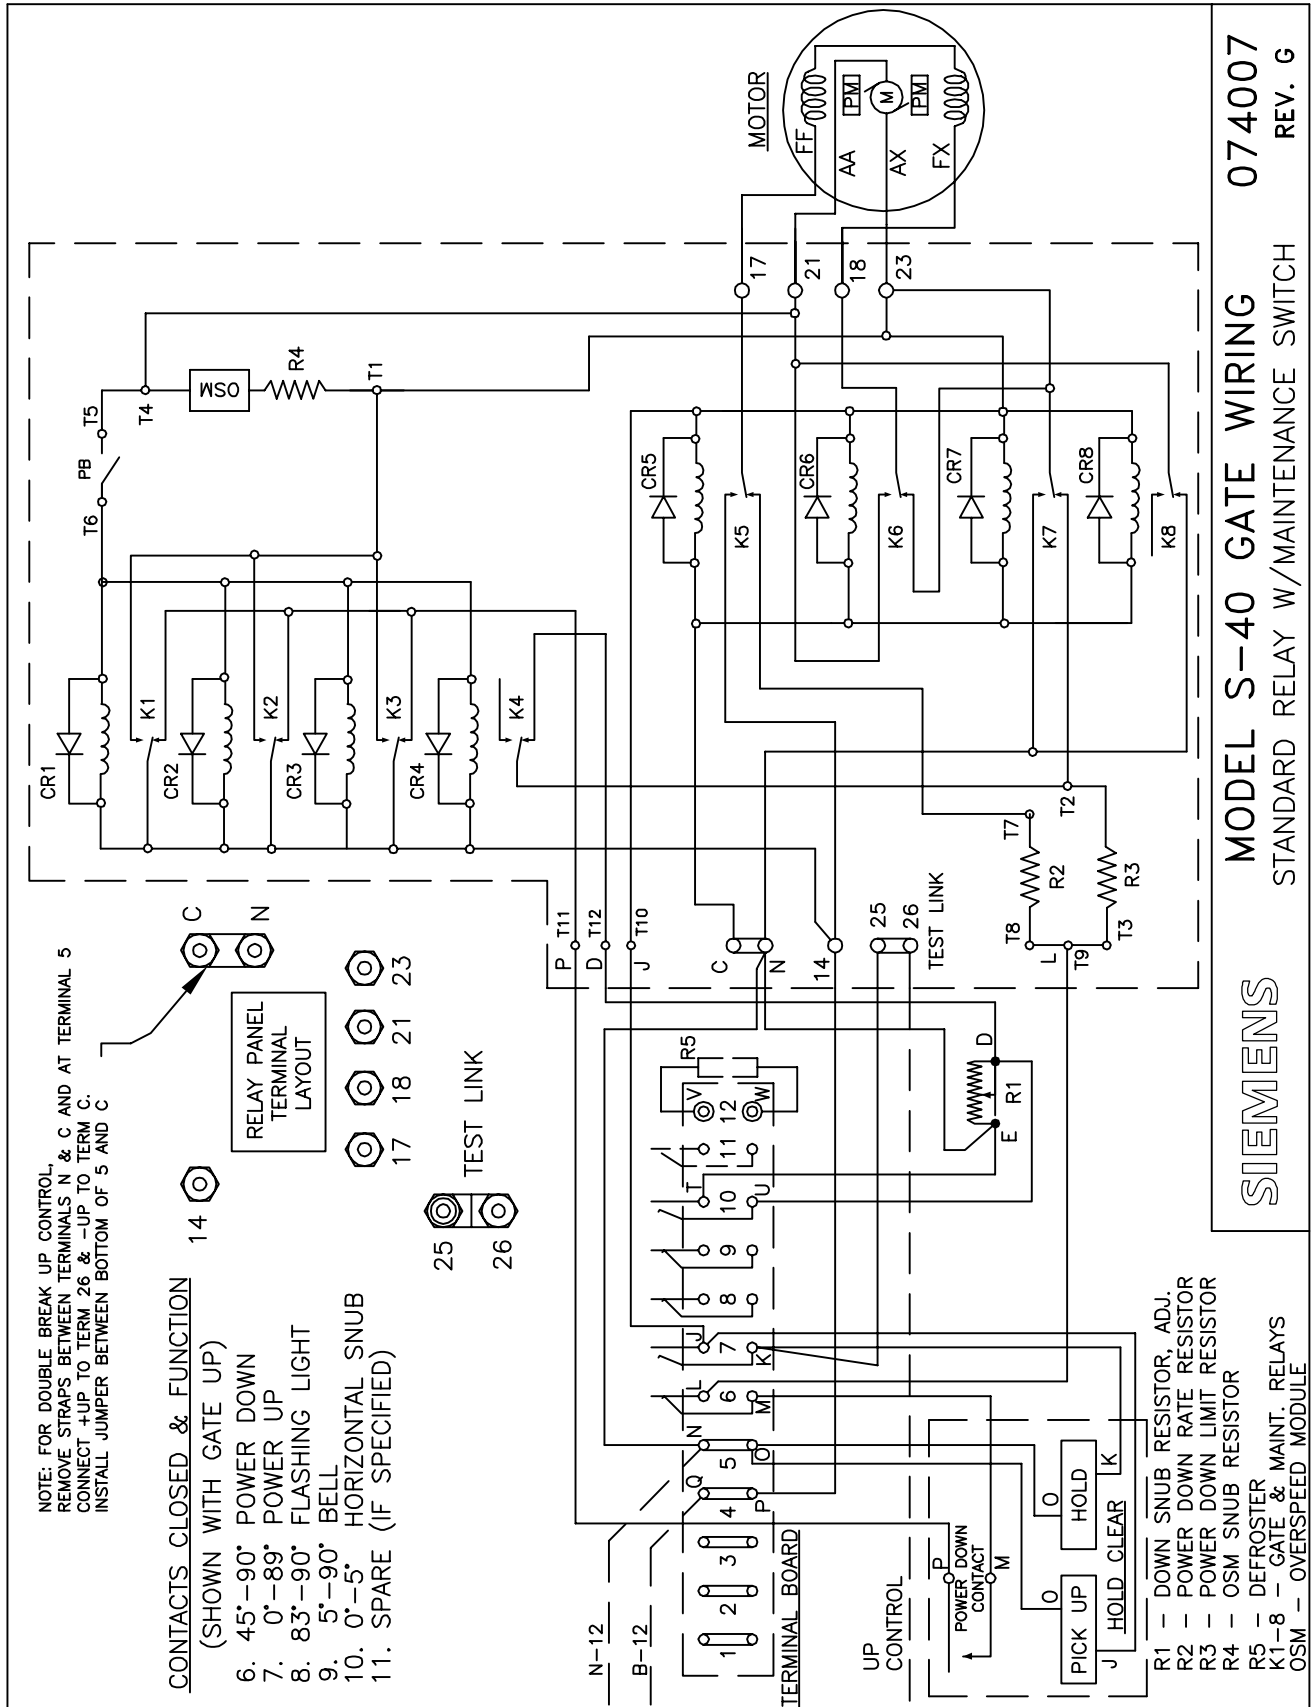 NOTE: FOR DOUBLE BREAK UP CONTROL,
REMOVE STRAPS BETWEEN TERMINALS N & C AND AT TERMINAL 5
CONNECT +UP TO TERM 26 & -UP TO TERM C.
INSTALL JUMPER BETWEEN BOTTOM OF 5 AND C
CONTACTS CLOSED & FUNCTION
(SHOWN WITH GATE UP)
6. 45°-90° POWER DOWN
7. 0°-89° POWER UP
8. 83°-90° FLASHING LIGHT
9. 5°-90° BELL
10. 0°-5° HORIZONTAL SNUB
11. SPARE (IF SPECIFIED)
14
C
N
RELAY PANEL
TERMINAL
LAYOUT
17
18
21
23
25
26
TEST LINK
CR1
K1
CR2
K2
CR3
K3
CR4
K4
T6
PB
T5
T4
OSM
R4
T1
MOTOR
FF
AA
AX
FX
PM
M
PM
17
21
18
23
CR5
K5
CR6
K6
CR7
K7
CR8
K8
P
T11
D
T12
J
T10
C
N
14
25
26
TEST LINK
T7
T8
R2
T2
L
T9
R3
T3
N-12
B-12
TERMINAL BOARD
1
2
3
4
5
6
7
8
9
10
11
12
Q
P
N
O
L
M
J
K
T
U
V
W
R5
E
R1
D
UP
CONTROL
P
POWER DOWN
CONTACT
M
O
PICK UP
J
O
HOLD
K
HOLD CLEAR
R1 - DOWN SNUB RESISTOR, ADJ.
R2 - POWER DOWN RATE RESISTOR
R3 - POWER DOWN LIMIT RESISTOR
R4 - OSM SNUB RESISTOR
R5 - DEFROSTER
K1-8 - GATE & MAINT. RELAYS
OSM - OVERSPEED MODULE
SIEMENS
MODEL S-40 GATE WIRING 074007
STANDARD RELAY W/MAINTENANCE SWITCH REV. G